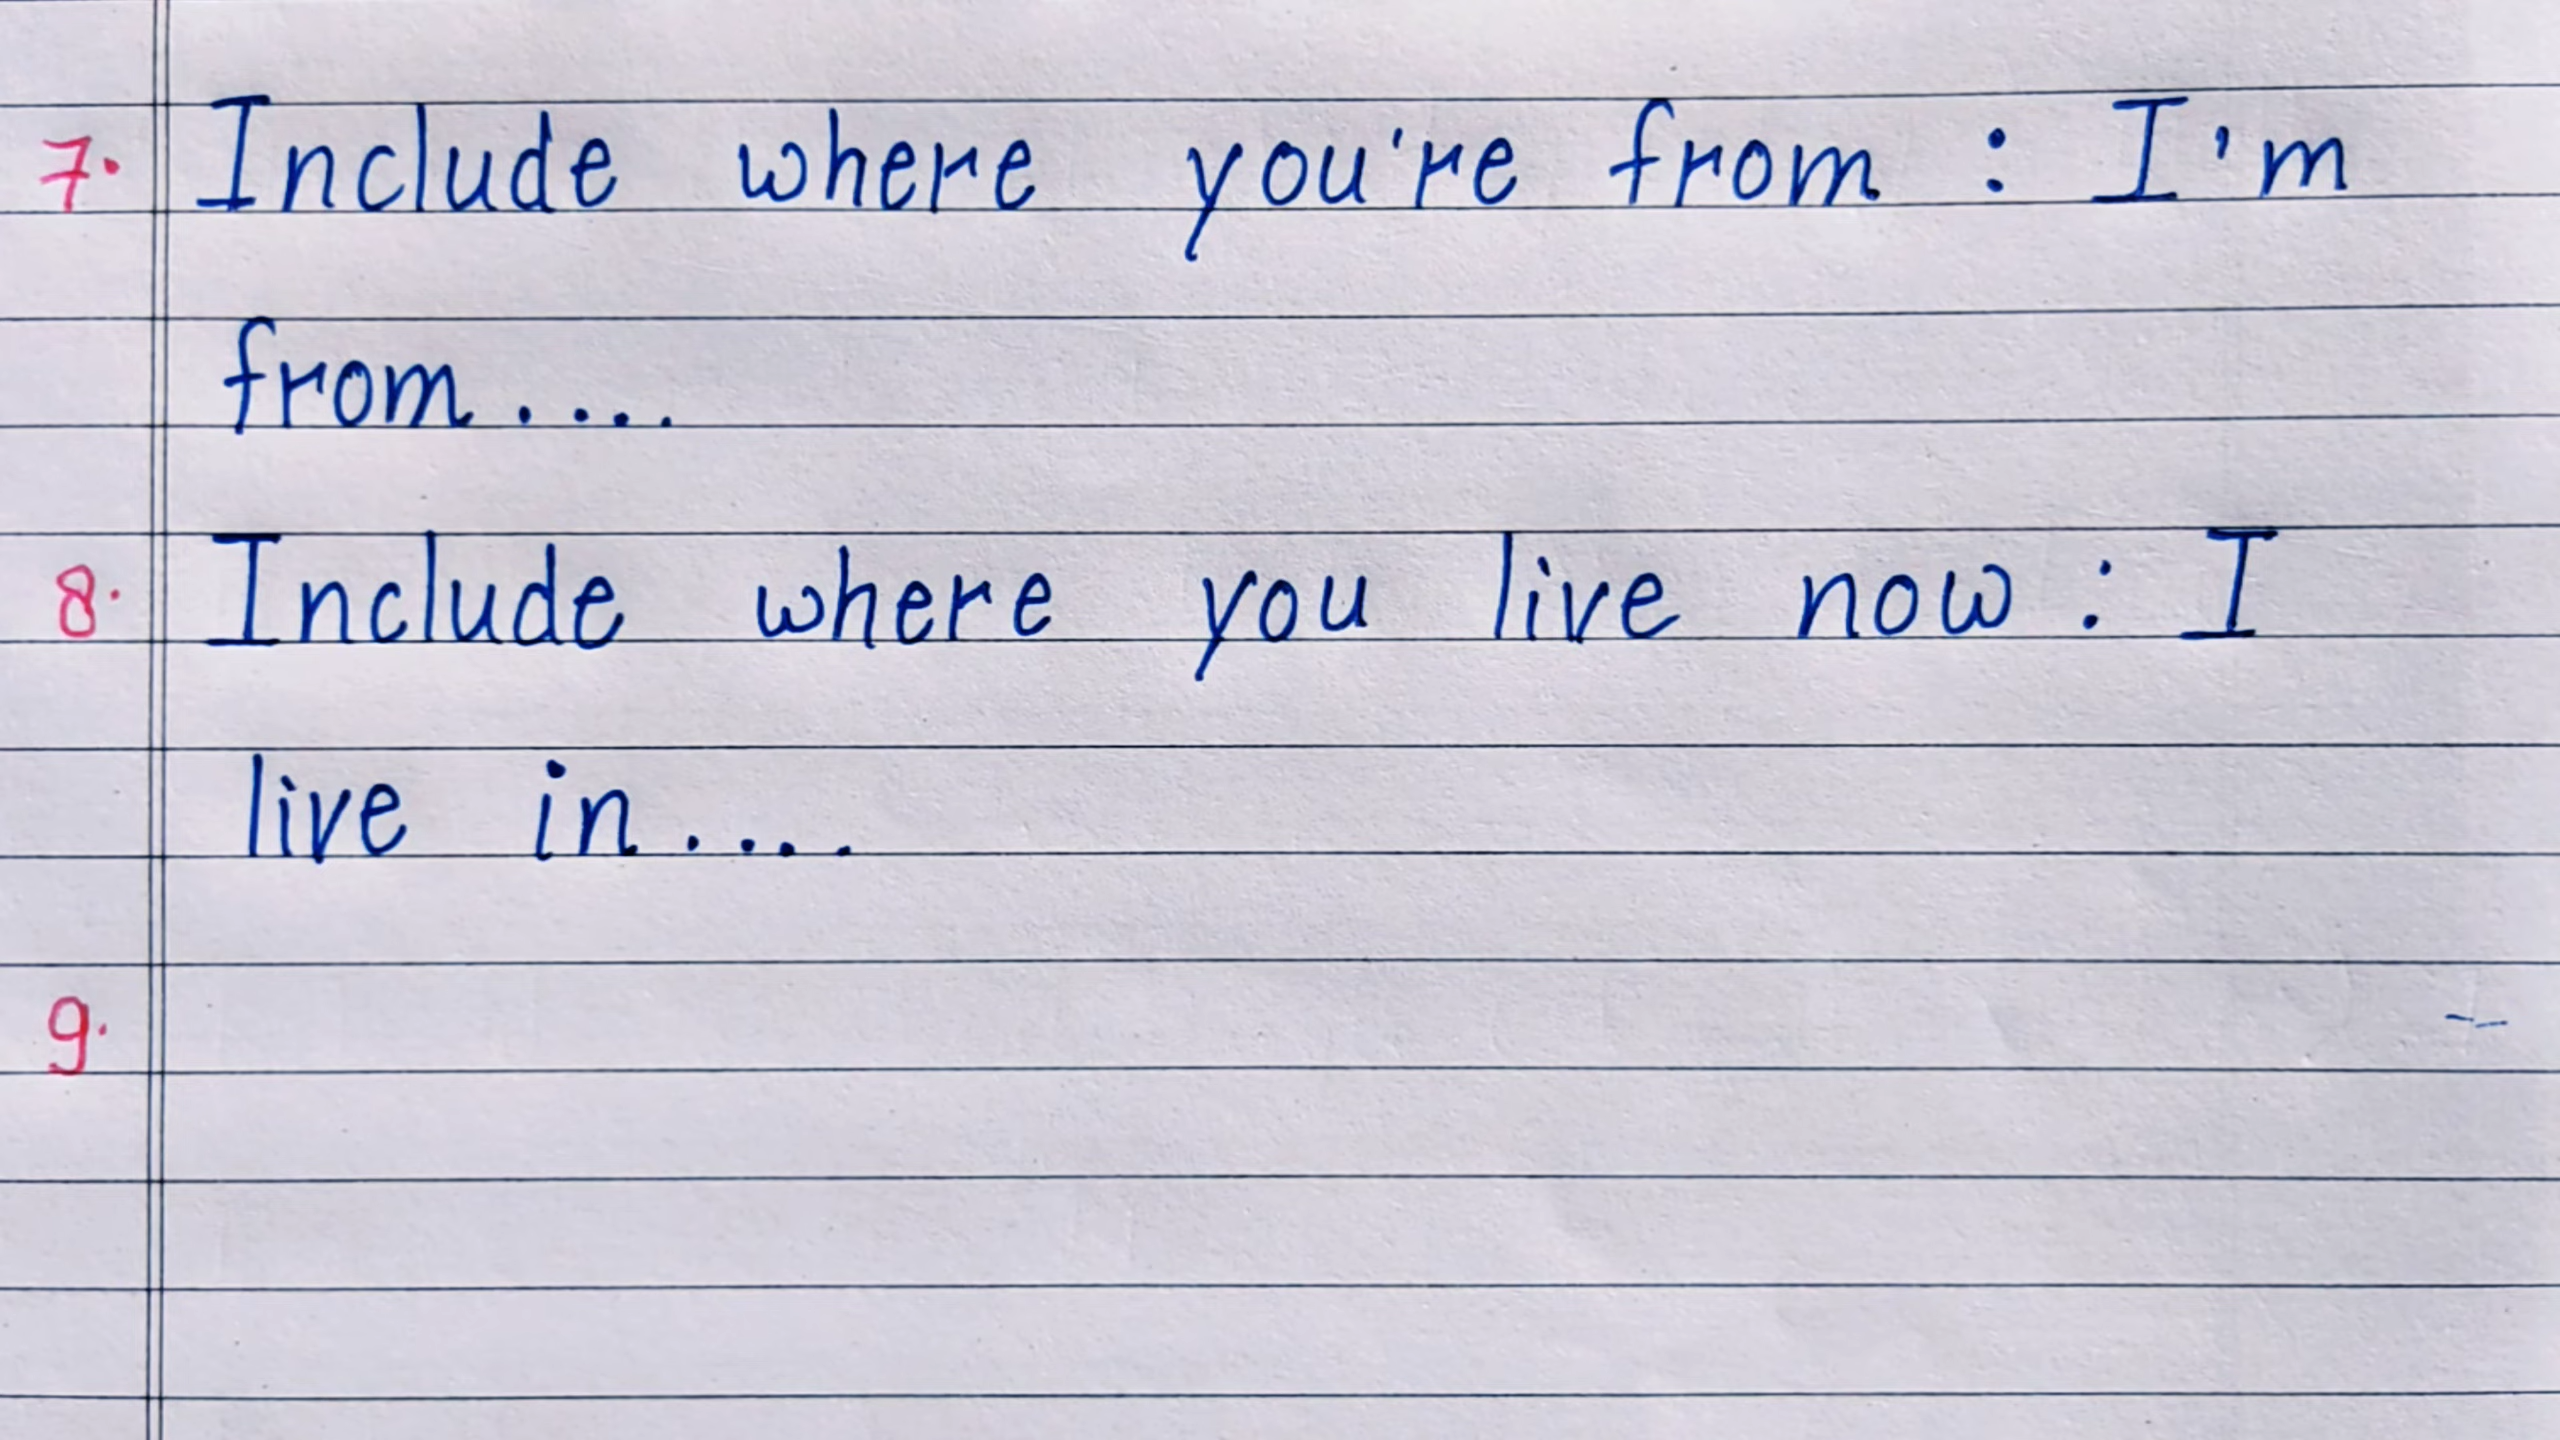 7. Include where you're from : I'm
from....
8. Include where you live now : I
live in....
9.